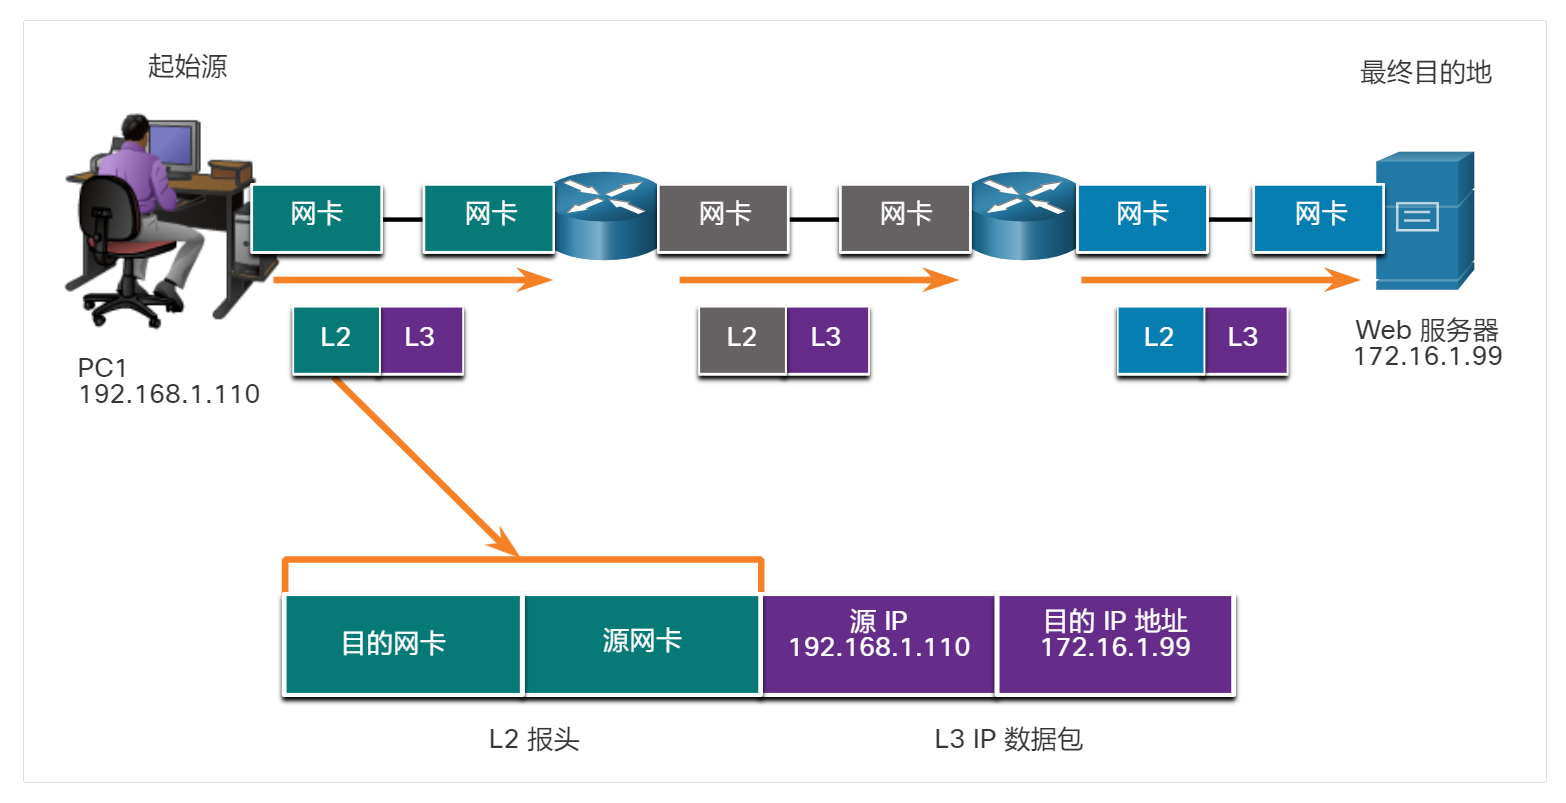 起始源
最终目的地
网卡
网卡
网卡
网卡
网卡
网卡
L2
L3
L2
L3
L2
L3
PC1
192.168.1.110
Web 服务器
172.16.1.99
目的网卡
源网卡
源 IP
192.168.1.110
目的 IP 地址
172.16.1.99
L2 报头
L3 IP 数据包